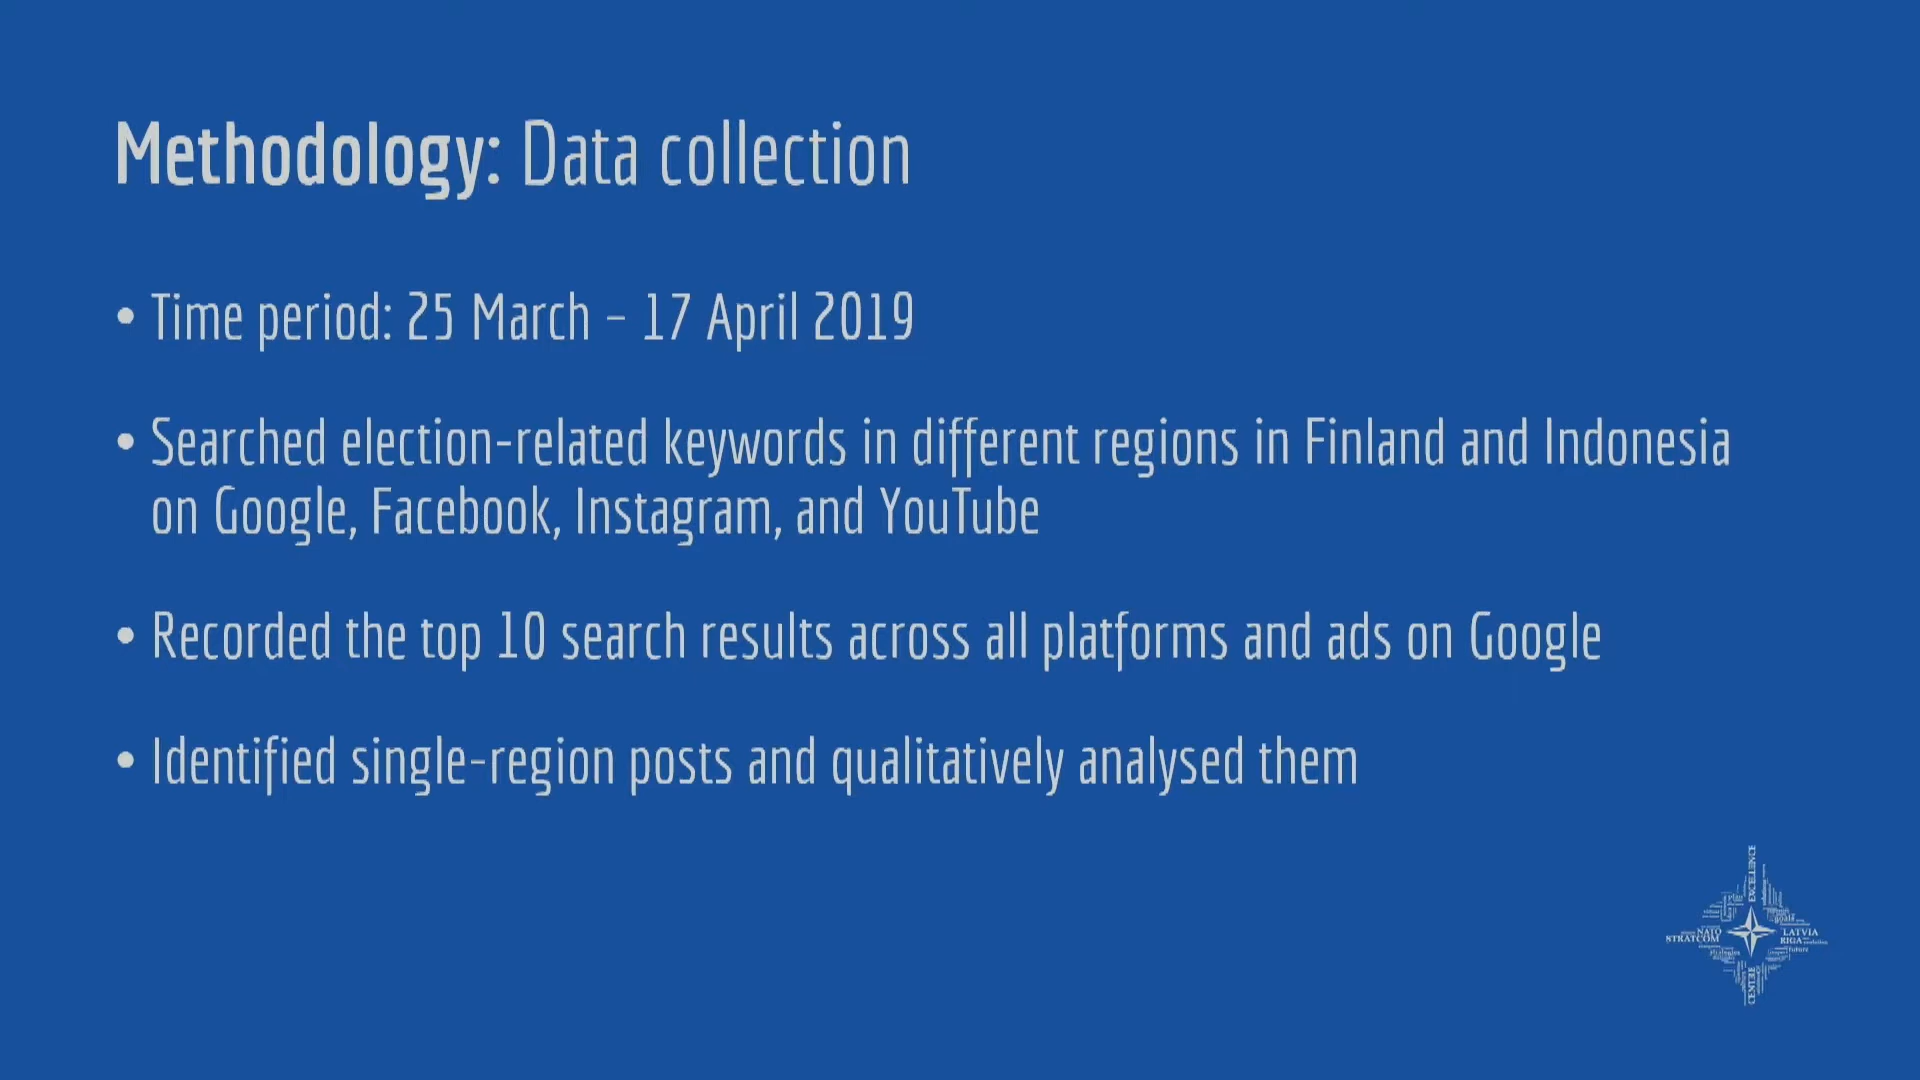 Methodology: Data collection
• Time period: 25 March – 17 April 2019
• Searched election-related keywords in different regions in Finland and Indonesia
on Google, Facebook, Instagram, and YouTube
• Recorded the top 10 search results across all platforms and ads on Google
• Identified single-region posts and qualitatively analysed them
EXCELLENCE
NATO
STRATCOM
LATVIA
RIGA
CENTRE